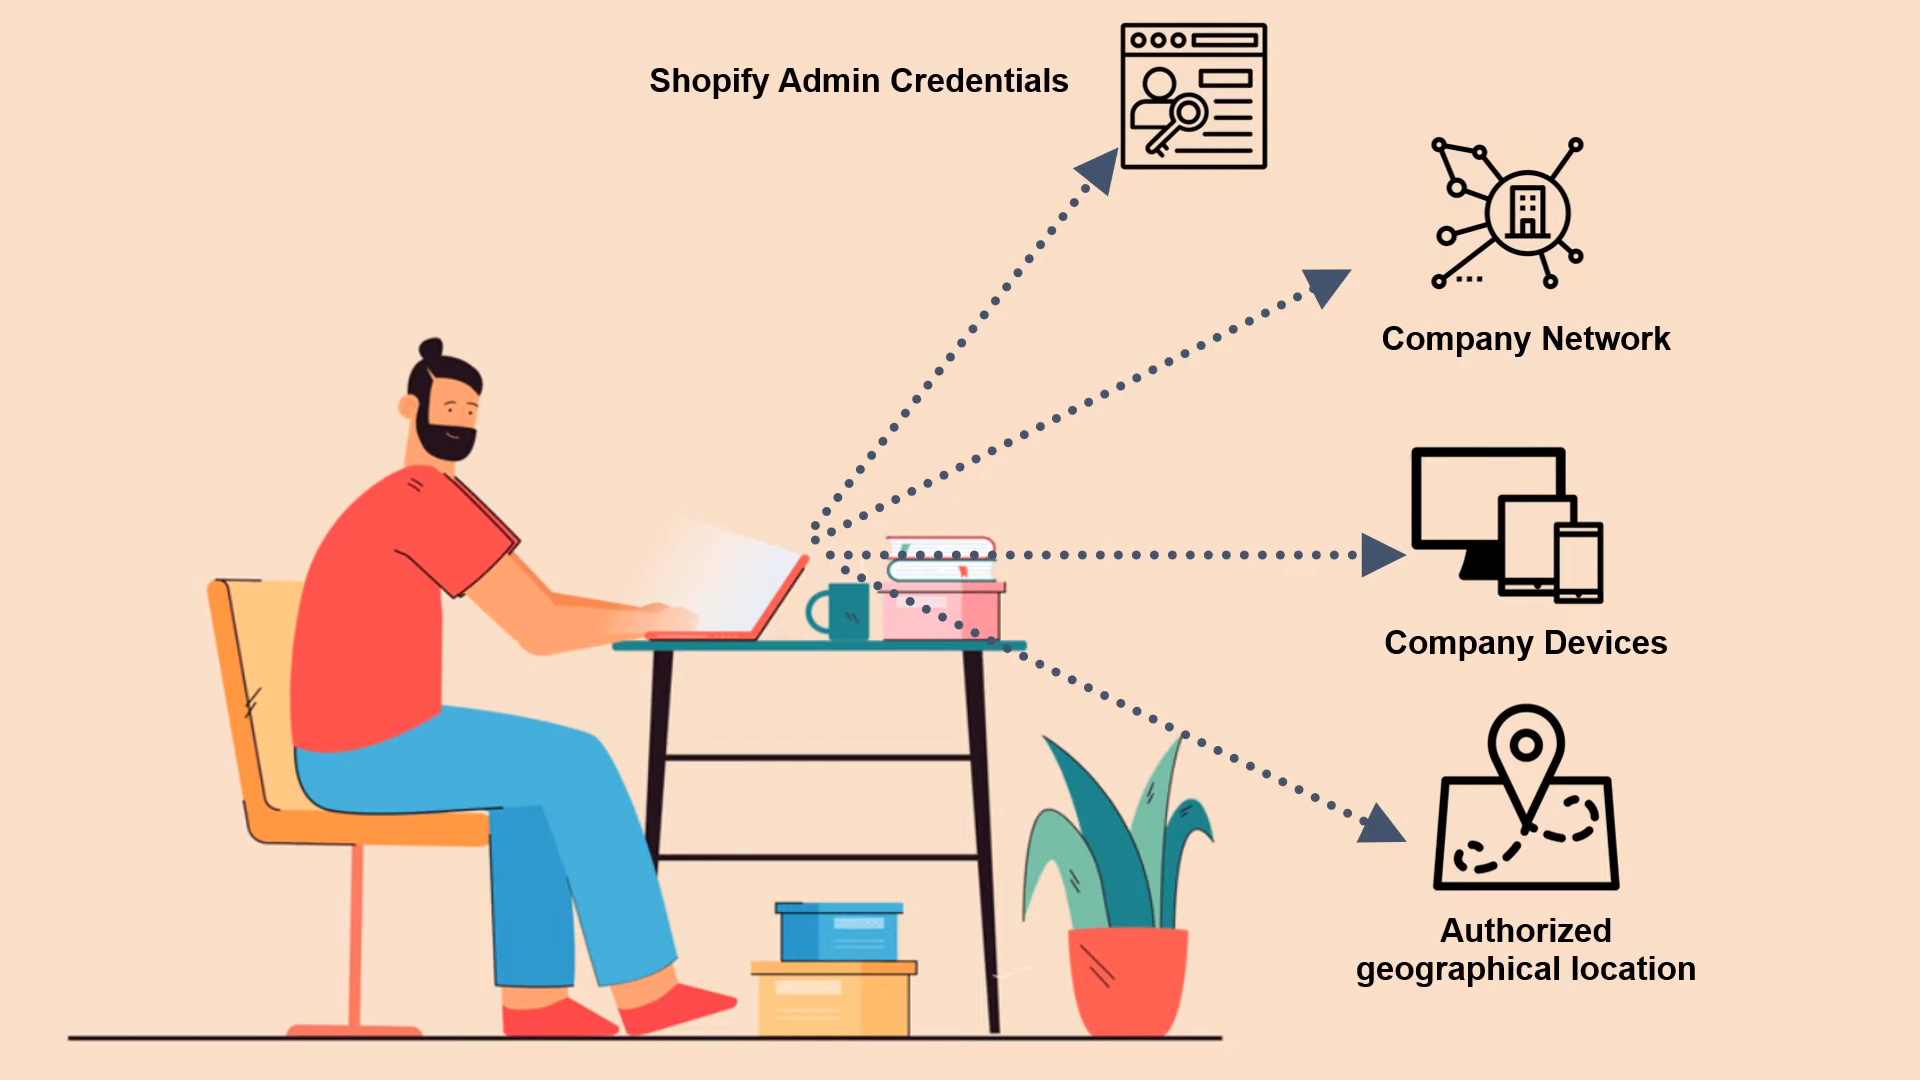 Shopify Admin Credentials
Company Network
Company Devices
Authorized
geographical location